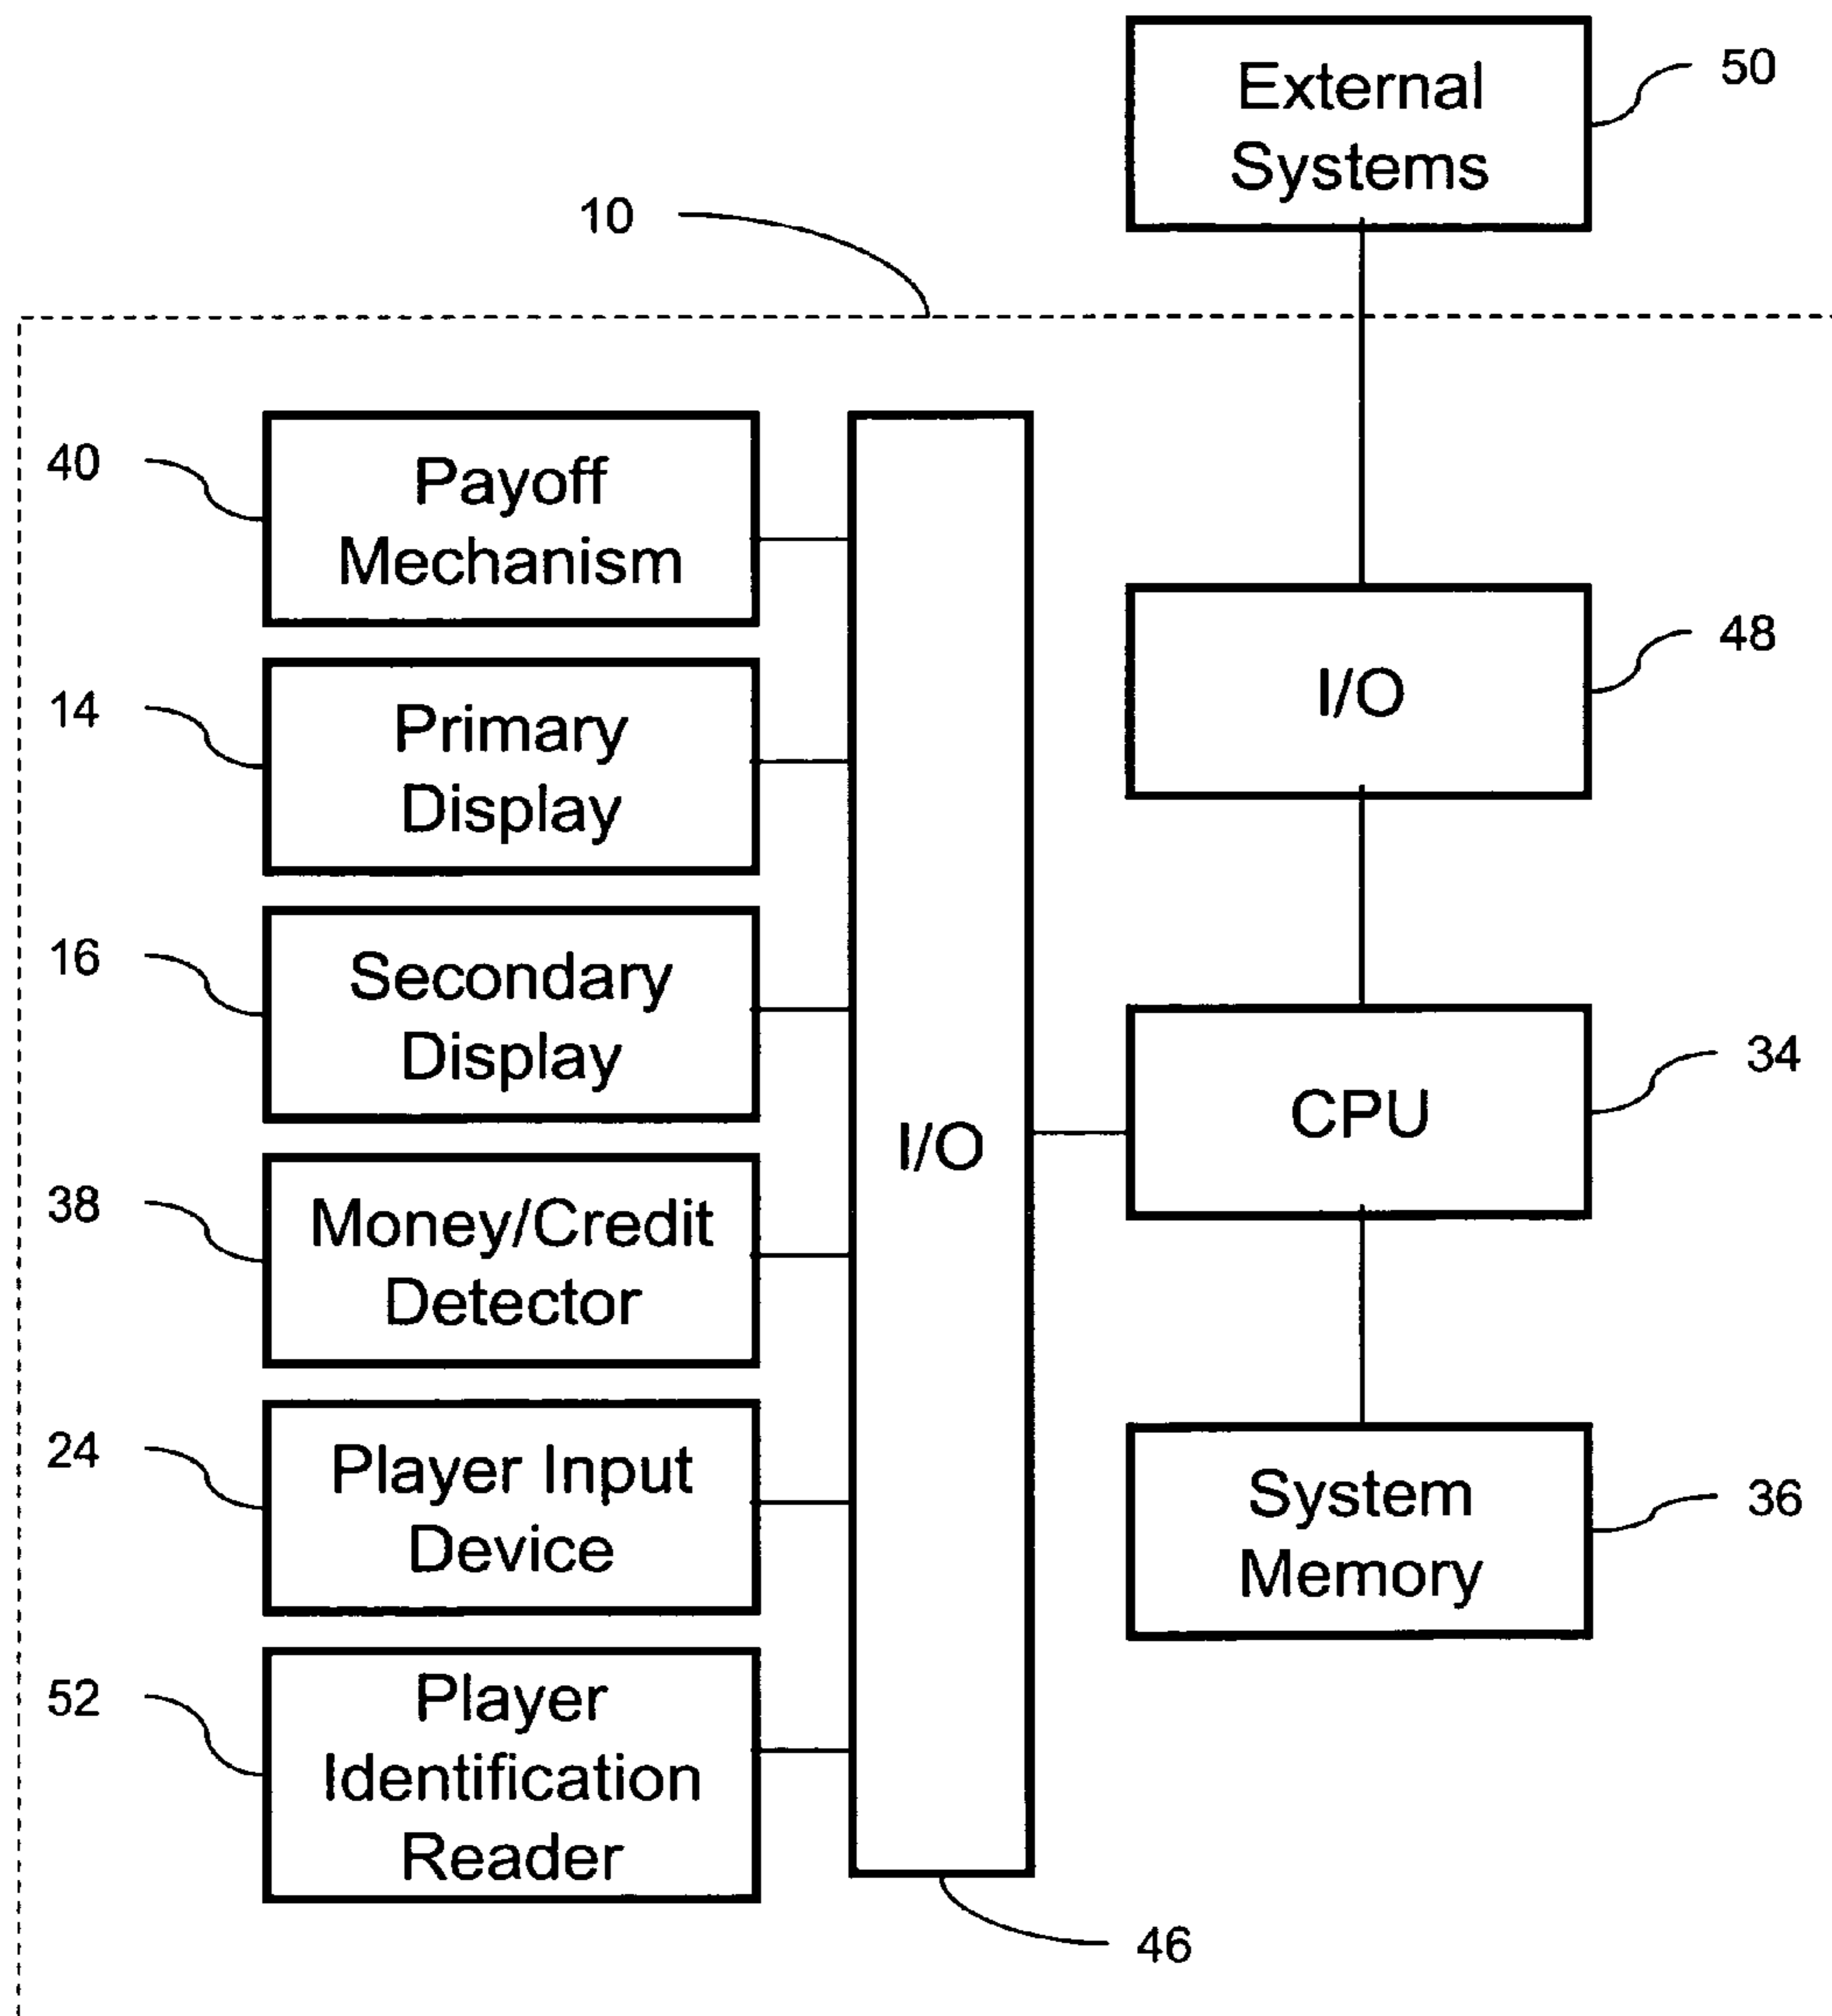 External
Systems
50
10
40
Payoff
Mechanism
14
Primary
Display
16
Secondary
Display
38
Money/Credit
Detector
24
Player Input
Device
52
Player
Identification
Reader
I/O
46
I/O
48
CPU
34
System
Memory
36